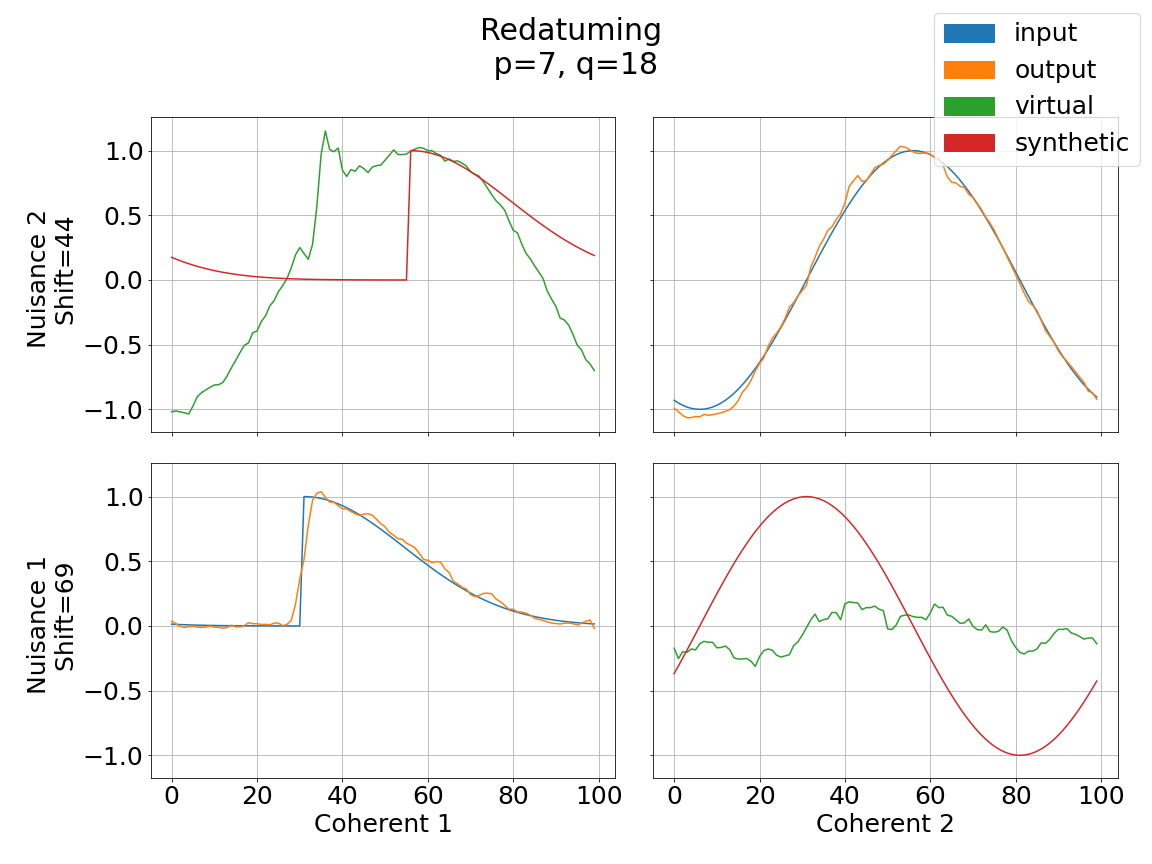 Redatuming
p=7, q=18
input
output
virtual
synthetic
Nuisance 2
Shift=44
1.0
0.5
0.0
−0.5
−1.0
Nuisance 1
Shift=69
1.0
0.5
0.0
−0.5
−1.0
0 20 40 60 80 100
0 20 40 60 80 100
Coherent 1
Coherent 2